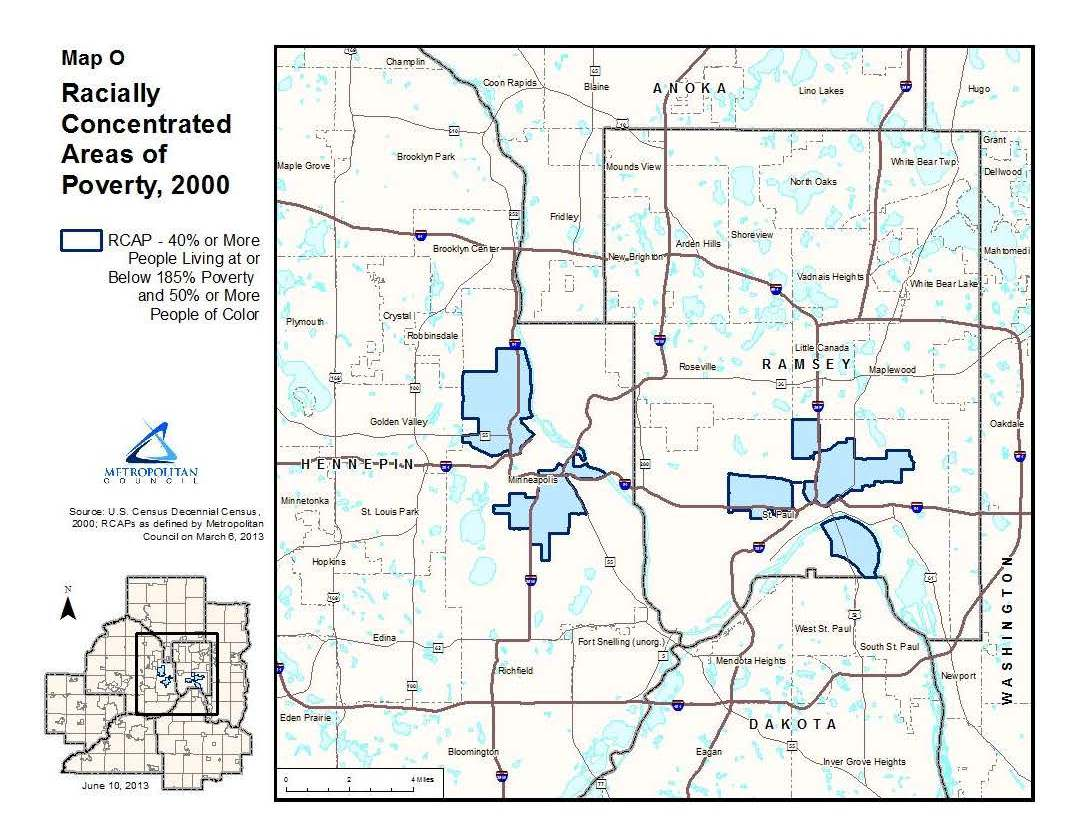 Map O
Racially
Concentrated
Areas of
Poverty, 2000
RCAP - 40% or More
People Living at or
Below 185% Poverty
and 50% or More
People of Color
METROPOLITAN
COUNCIL
Source: U.S. Census Decennial Census,
2000; RCAPs as defined by Metropolitan
Council on March 6, 2013
N
June 10, 2013
Champlin
Coon Rapids
Blaine
ANOKA
Lino Lakes
Hugo
Maple Grove
Brooklyn Park
Mounds View
White Bear Twp.
Grant
Dellwood
North Oaks
Fridley
Shoreview
Arden Hills
Brooklyn Center
New Brighton
Mahtomedi
Vadnais Heights
White Bear Lake
Plymouth
Crystal
Robbinsdale
Little Canada
Roseville
RAMSEY
Maplewood
Golden Valley
Oakdale
HENNEPIN
Minneapolis
Minnetonka
St. Louis Park
St. Paul
Hopkins
WASHINGTON
Edina
Fort Snelling (unorg.)
West St. Paul
South St. Paul
Richfield
Mendota Heights
Newport
Eden Prairie
DAKOTA
Bloomington
Eagan
Inver Grove Heights
0 2 4 Miles